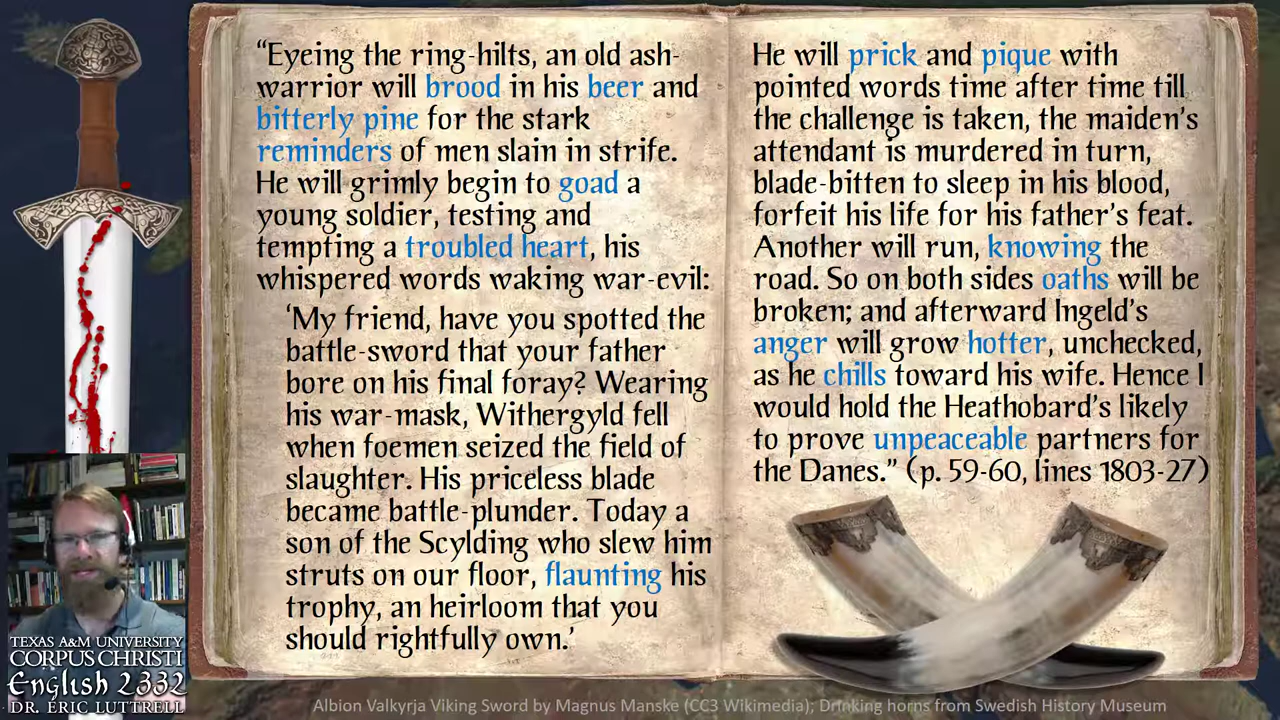 “Eyeing the ring-hilts, an old ash-
warrior will brood in his beer and
bitterly pine for the stark
reminders of men slain in strife.
He will grimly begin to goad a
young soldier, testing and
tempting a troubled heart, his
whispered words waking war-evil:
‘My friend, have you spotted the
battle-sword that your father
bore on his final foray? Wearing
his war-mask, Withergyld fell
when foemen seized the field of
slaughter. His priceless blade
became battle-plunder. Today a
son of the Scylding who slew him
struts on our floor, flaunting his
trophy, an heirloom that you
should rightfully own.’
He will prick and pique with
pointed words time after time till
the challenge is taken, the maiden’s
attendant is murdered in turn,
blade-bitten to sleep in his blood,
forfeit his life for his father’s feat.
Another will run, knowing the
road. So on both sides oaths will be
broken; and afterward Ingeld’s
anger will grow hotter, unchecked,
as he chills toward his wife. Hence I
would hold the Heathobard’s likely
to prove unpeaceable partners for
the Danes.” (p. 59-60, lines 1803-27)
TEXAS A&M UNIVERSITY
CORPUS CHRISTI
English 2332
DR. ERIC LUTTRELL
Albion Valkyrja Viking Sword by Magnus Manske (CC3 Wikimedia); Drinking horns from Swedish History Museum